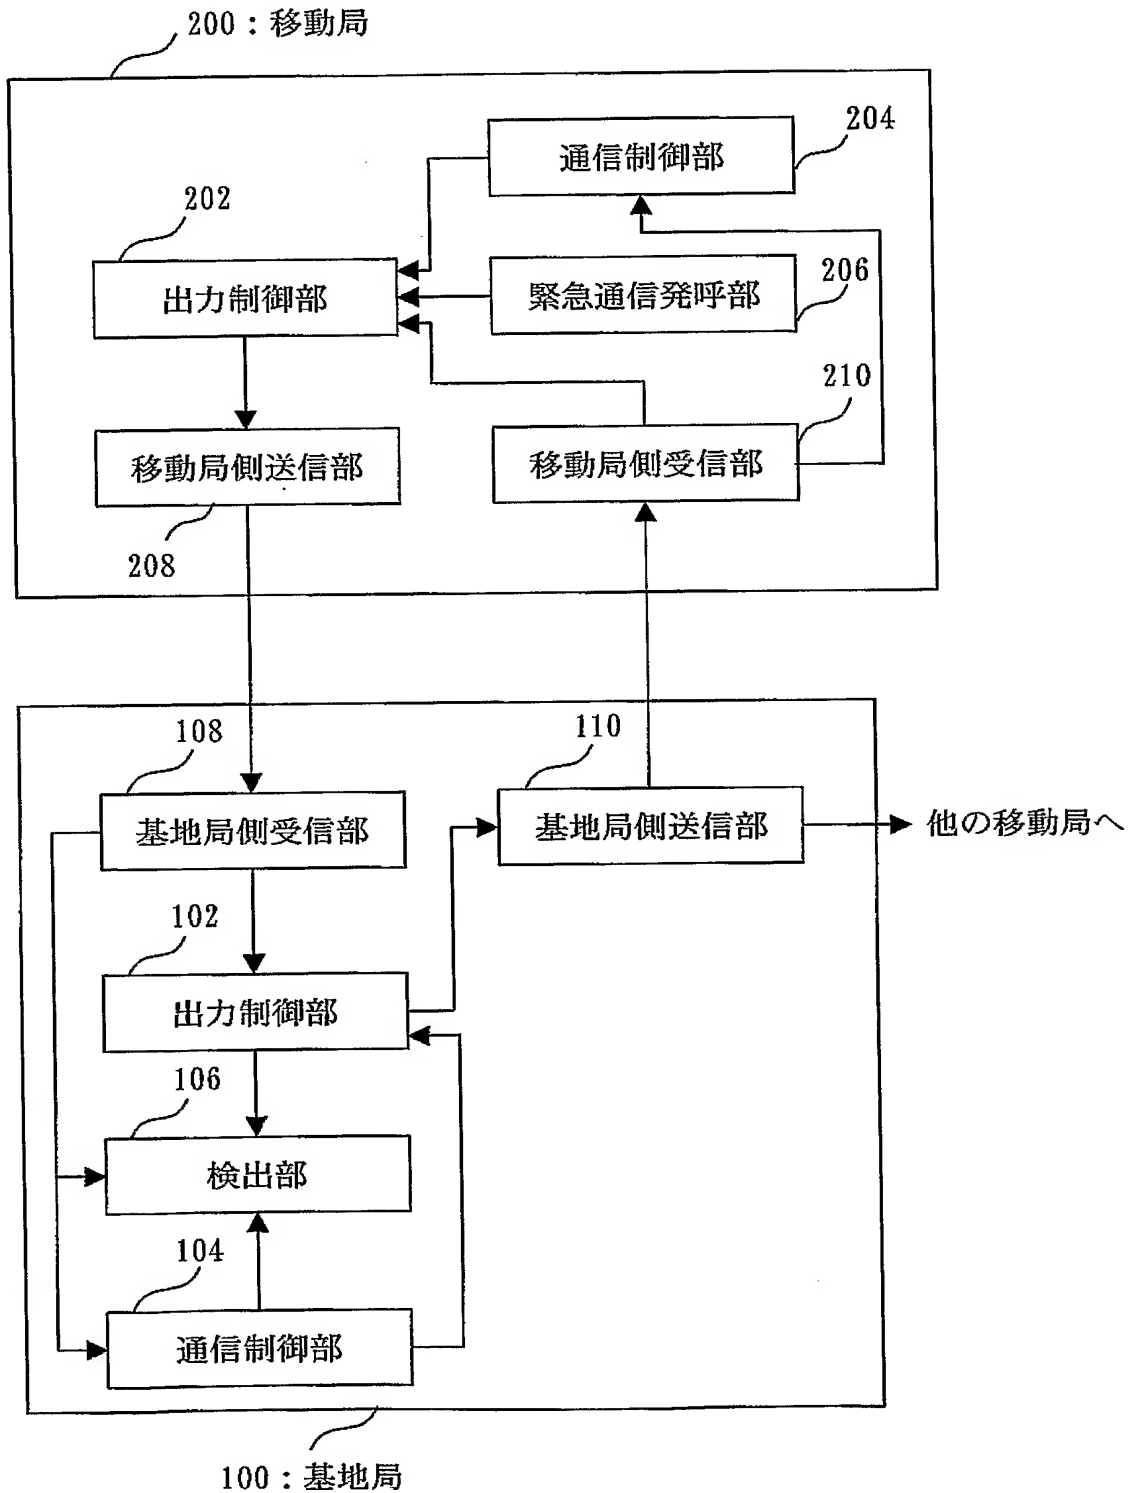 200：移動局
204
通信制御部
202
206
出力制御部
緊急通信発呼部
210
移動局側送信部
移動局側受信部
208
108
110
基地局側受信部
基地局側送信部
他の移動局へ
102
出力制御部
106
検出部
104
通信制御部
100：基地局